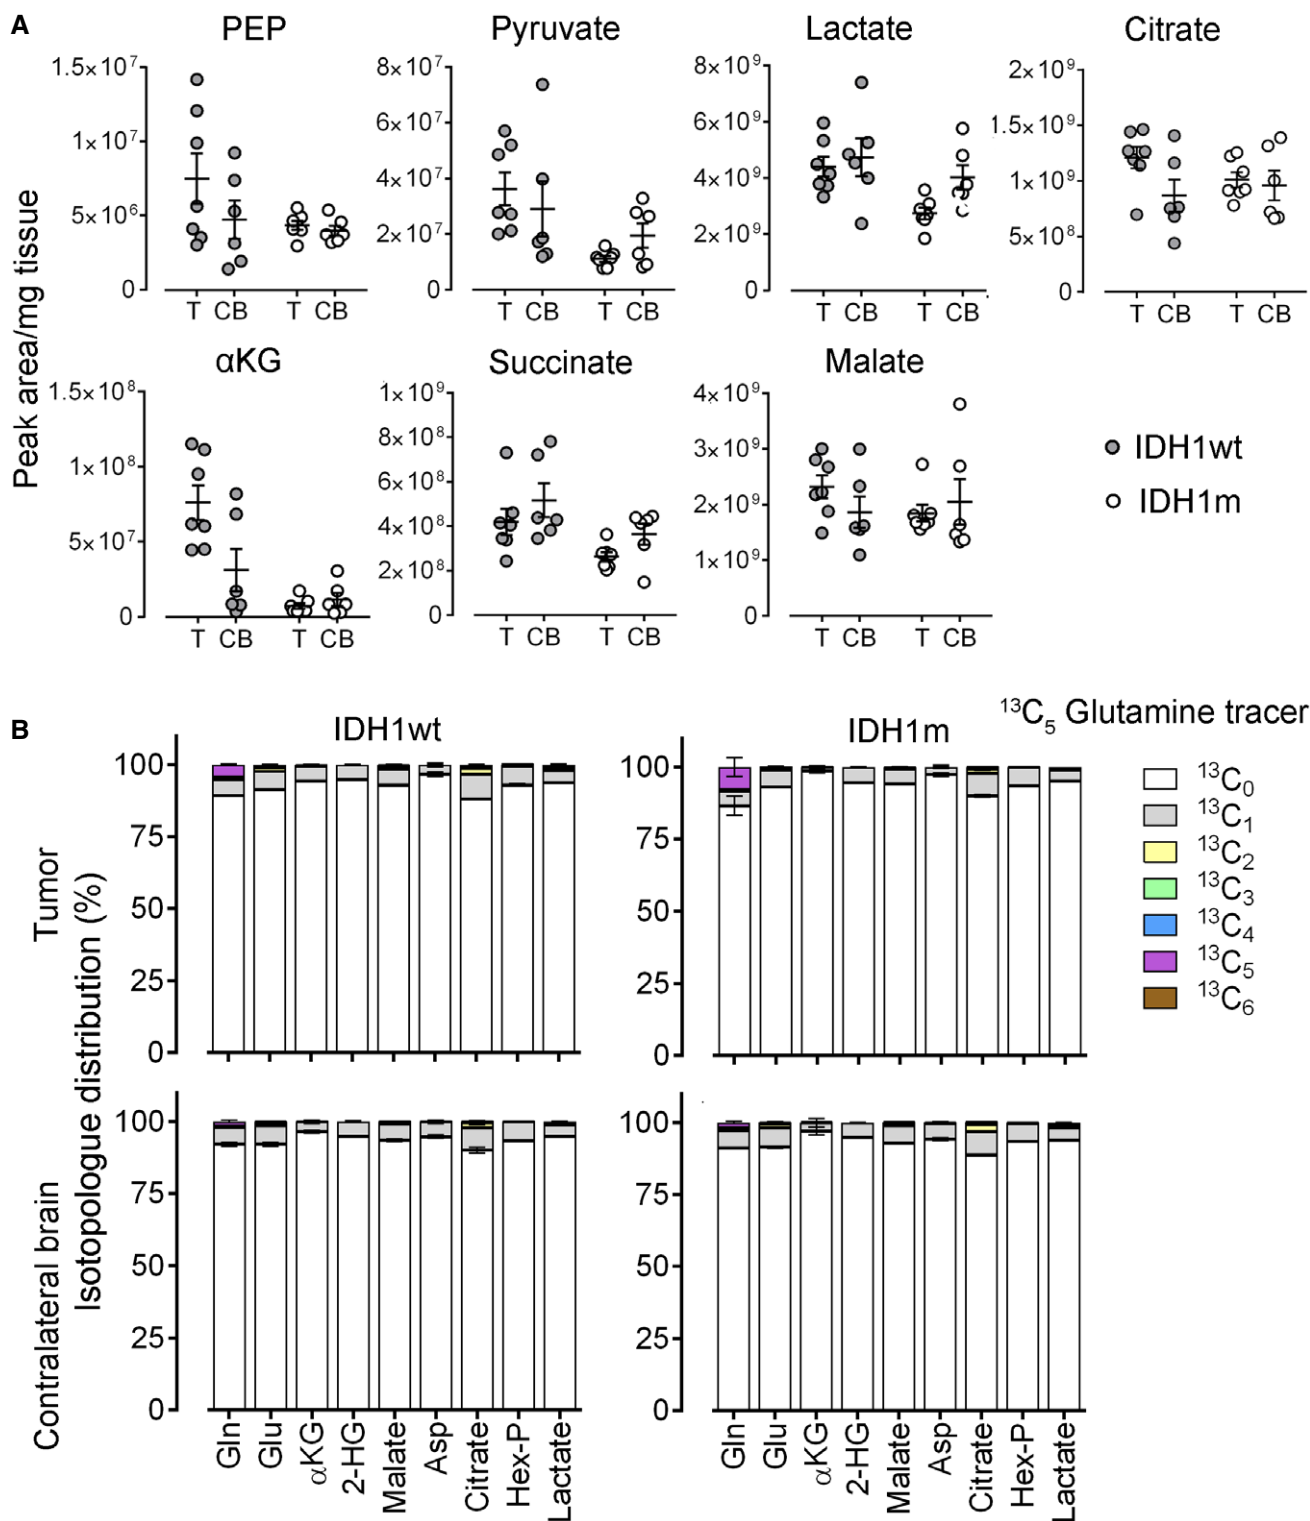 A
PEP
Pyruvate
Lactate
Citrate
Peak area/mg tissue
1.5×10⁷
1×10⁷
5×10⁶
0
T CB T CB
8×10⁷
6×10⁷
4×10⁷
2×10⁷
0
T CB T CB
8×10⁹
6×10⁹
4×10⁹
2×10⁹
0
T CB T CB
2×10⁹
1.5×10⁹
1×10⁹
5×10⁸
0
T CB T CB
αKG
Succinate
Malate
1.5×10⁸
1×10⁸
5×10⁷
0
T CB T CB
1×10⁹
8×10⁸
6×10⁸
4×10⁸
2×10⁸
0
T CB T CB
4×10⁹
3×10⁹
2×10⁹
1×10⁹
0
T CB T CB
IDH1wt
IDH1m
B
IDH1wt
IDH1m
¹³C₅ Glutamine tracer
Tumor
Contralateral brain
Isotopologue distribution (%)
100
75
50
25
0
100
75
50
25
0
¹³C₀
¹³C₁
¹³C₂
¹³C₃
¹³C₄
¹³C₅
¹³C₆
100
75
50
25
0
100
75
50
25
0
Gln
Glu
αKG
2-HG
Malate
Asp
Citrate
Hex-P
Lactate
Gln
Glu
αKG
2-HG
Malate
Asp
Citrate
Hex-P
Lactate